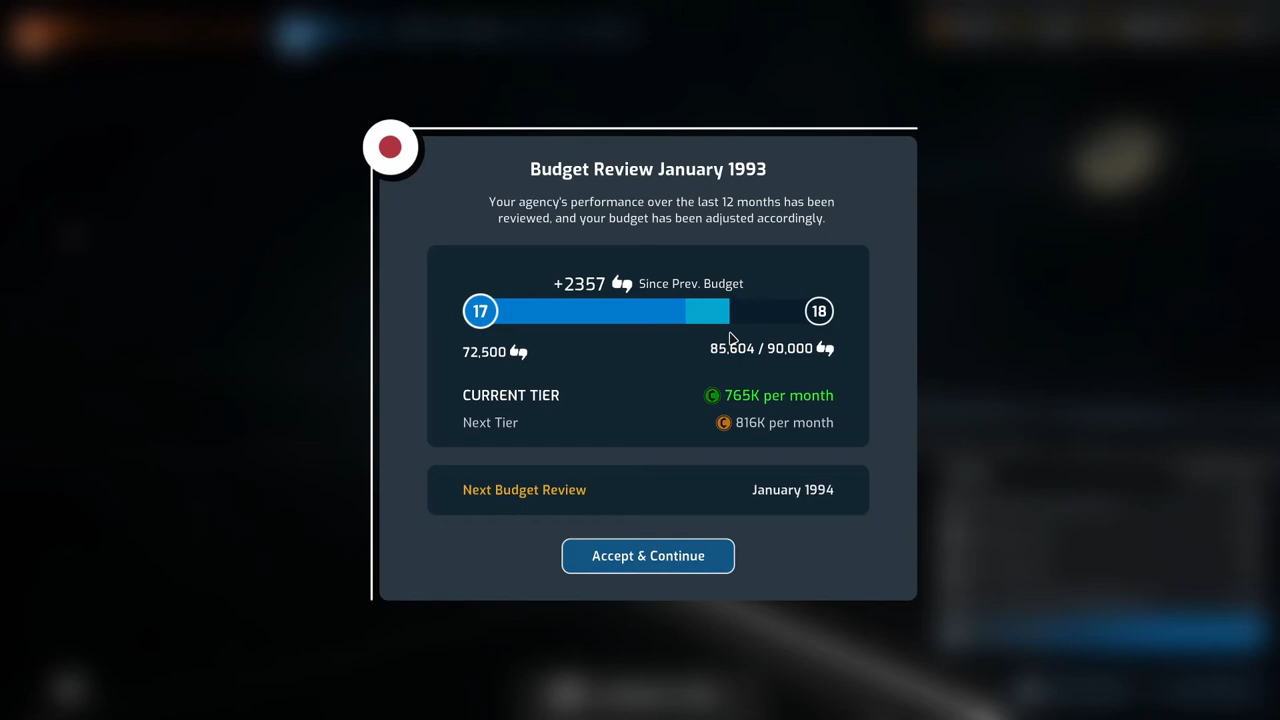 Budget Review January 1993
Your agency's performance over the last 12 months has been
reviewed, and your budget has been adjusted accordingly.
+2357 Since Prev. Budget
17
18
72,500
85,604 / 90,000
CURRENT TIER
765K per month
Next Tier
816K per month
Next Budget Review
January 1994
Accept & Continue